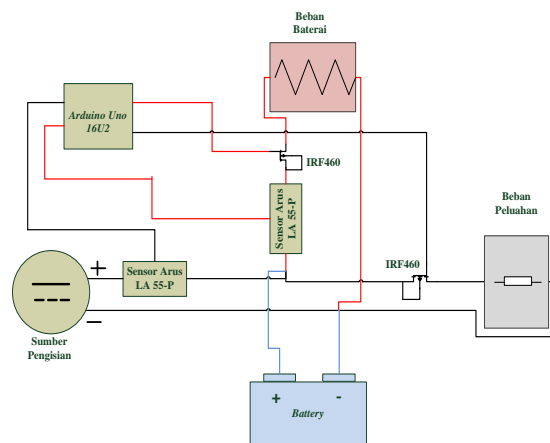 Beban
Baterai
Arduino Uno
16U2
IRF460
Sensor Arus
LA 55-P
Beban
Peluahan
IRF460
Sensor Arus
LA 55-P
+
−
Sumber
Pengisian
+ -
Battery